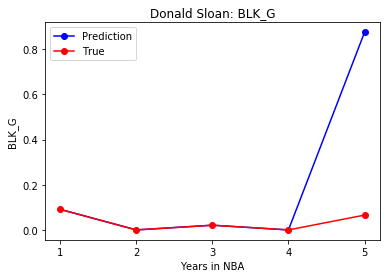 Donald Sloan: BLK_G
Prediction
True
BLK_G
0.8
0.6
0.4
0.2
0.0
1 2 3 4 5
Years in NBA